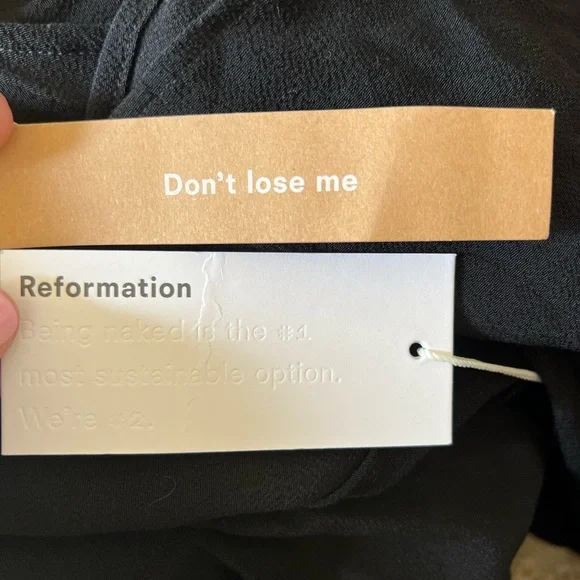 Don't lose me
Reformation
Being naked is the #1
most sustainable option.
We're #2.